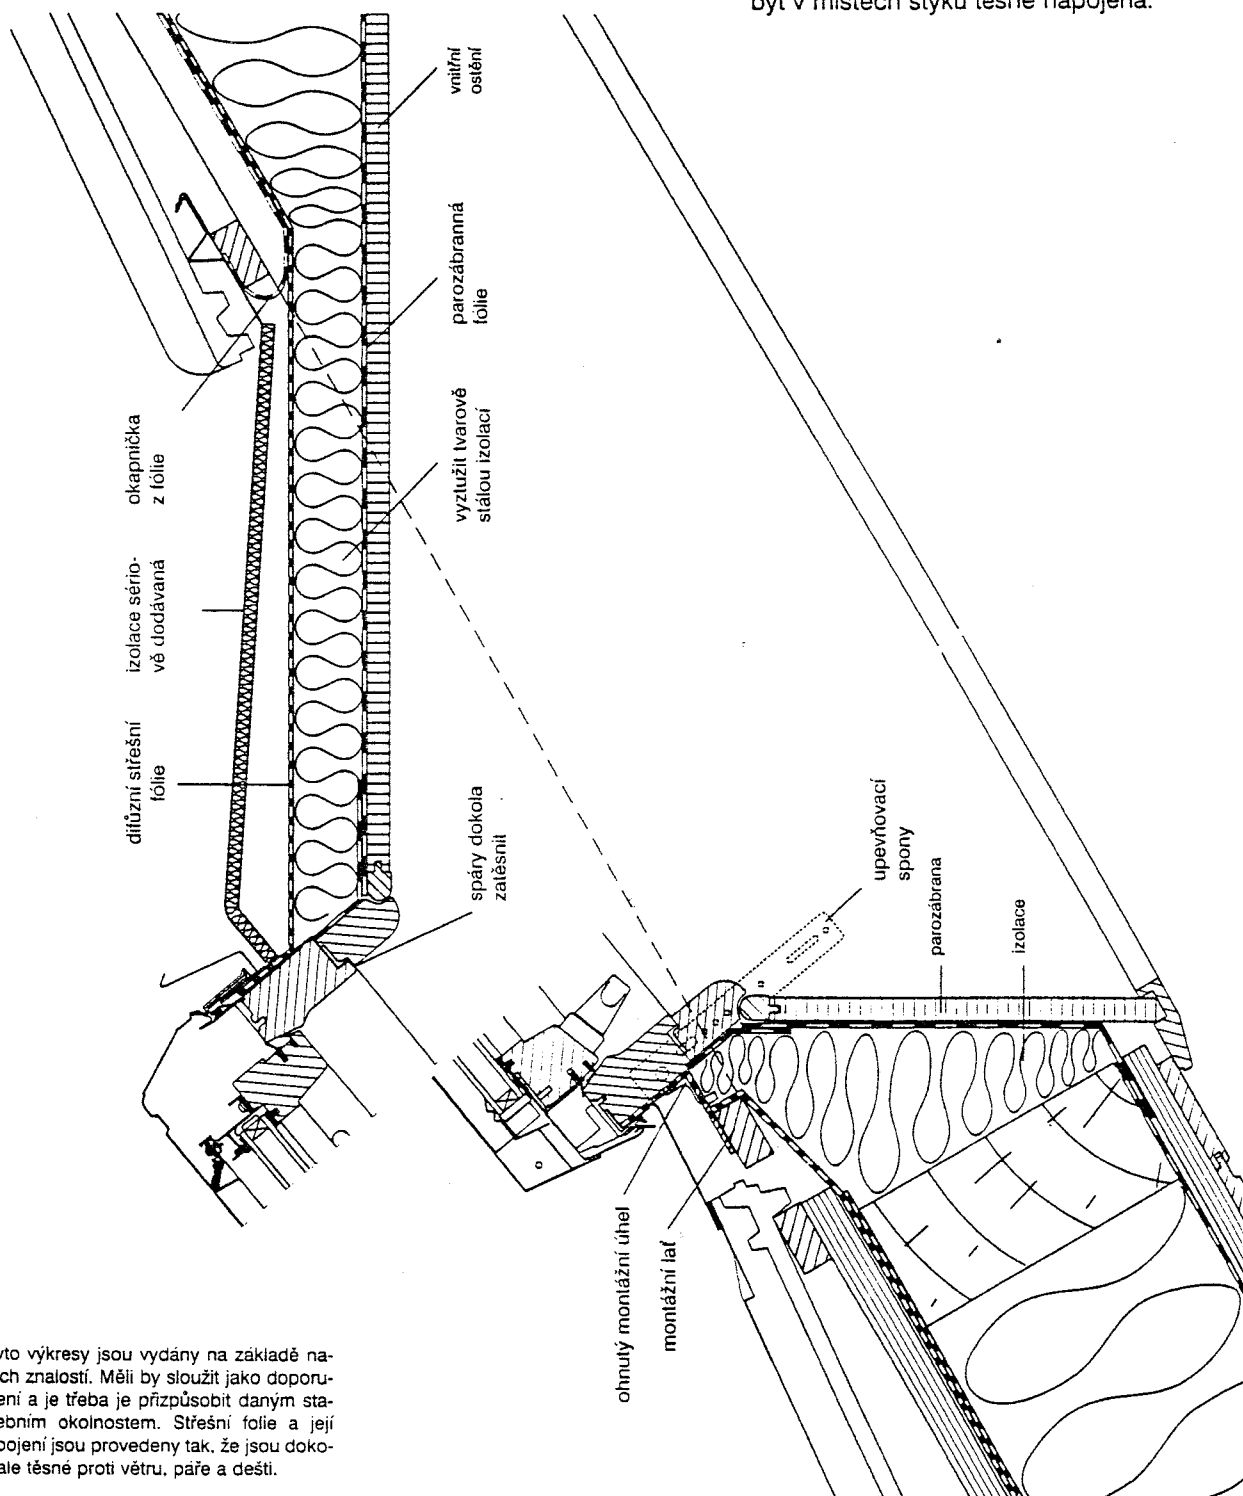 být v místech styku těsně napojena.
vnitřní
ostění
parozábranná
fólie
okapnička
z fólie
vyztužit tvarově
stálou izolací
izolace sério-
vě dodávaná
difúzní střešní
fólie
spáry dokola
zatěsnit
upevňovací
spony
parozábrana
izolace
ohnutý montážní úhel
montážní lať
yto výkresy jsou vydány na základě na-
ch znalostí. Měli by sloužit jako doporu-
ení a je třeba je přizpůsobit daným sta-
ebním okolnostem. Střešní folie a její
pojení jsou provedeny tak, že jsou doko-
ale těsné proti větru, páře a dešti.